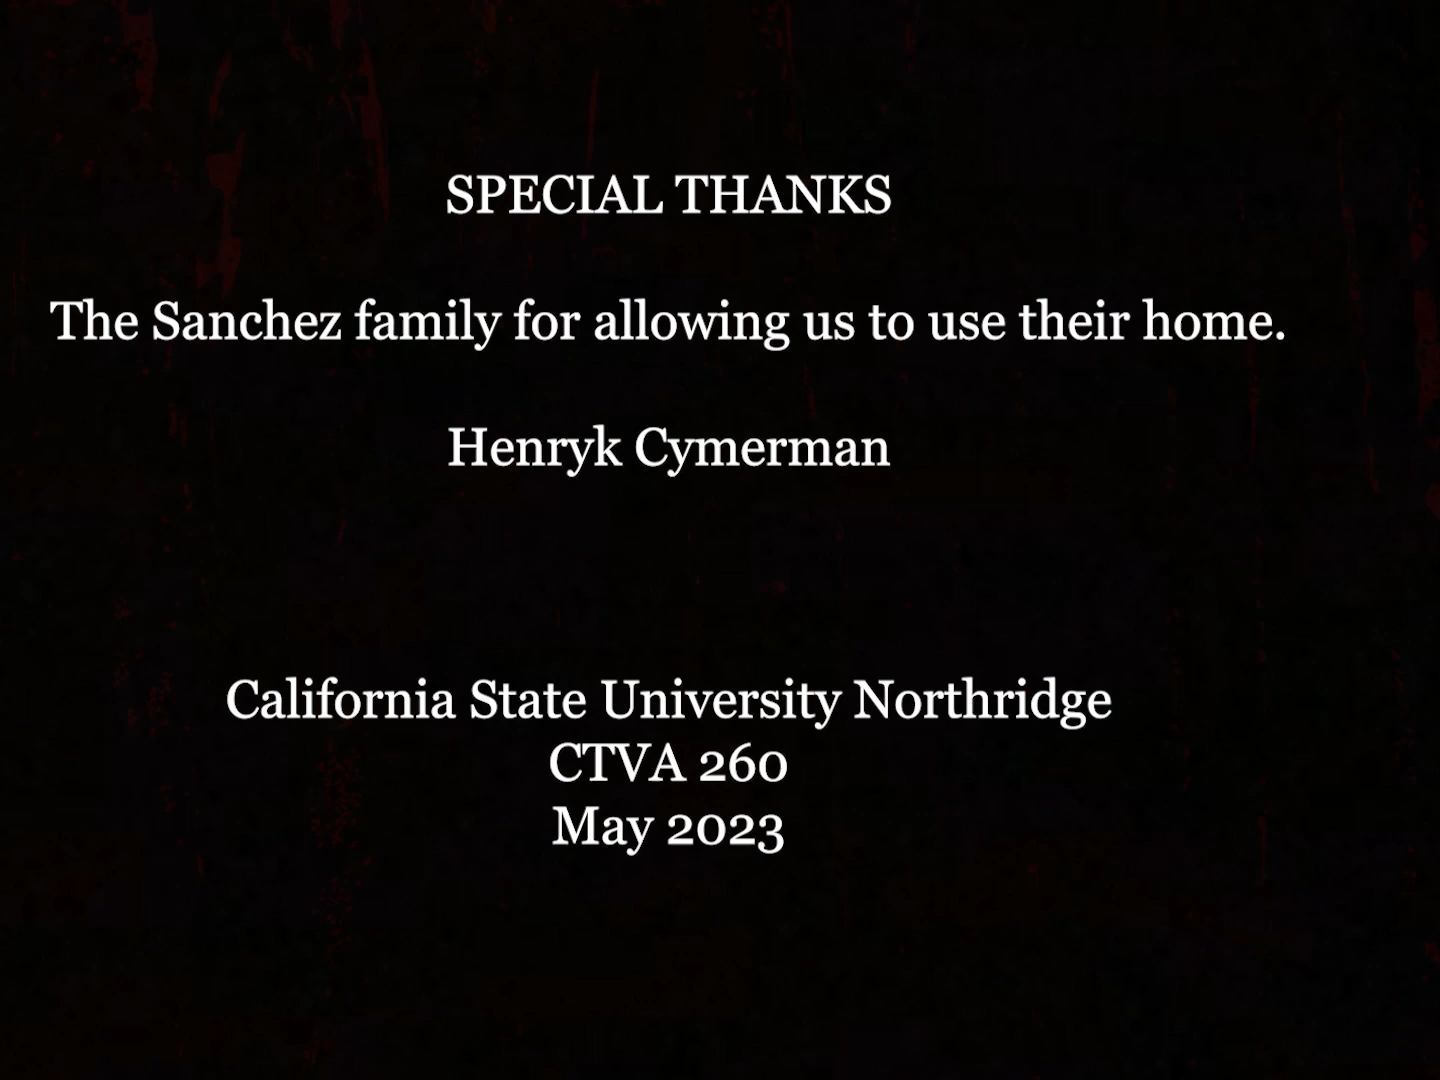 SPECIAL THANKS
The Sanchez family for allowing us to use their home.
Henryk Cymerman
California State University Northridge
CTVA 260
May 2023